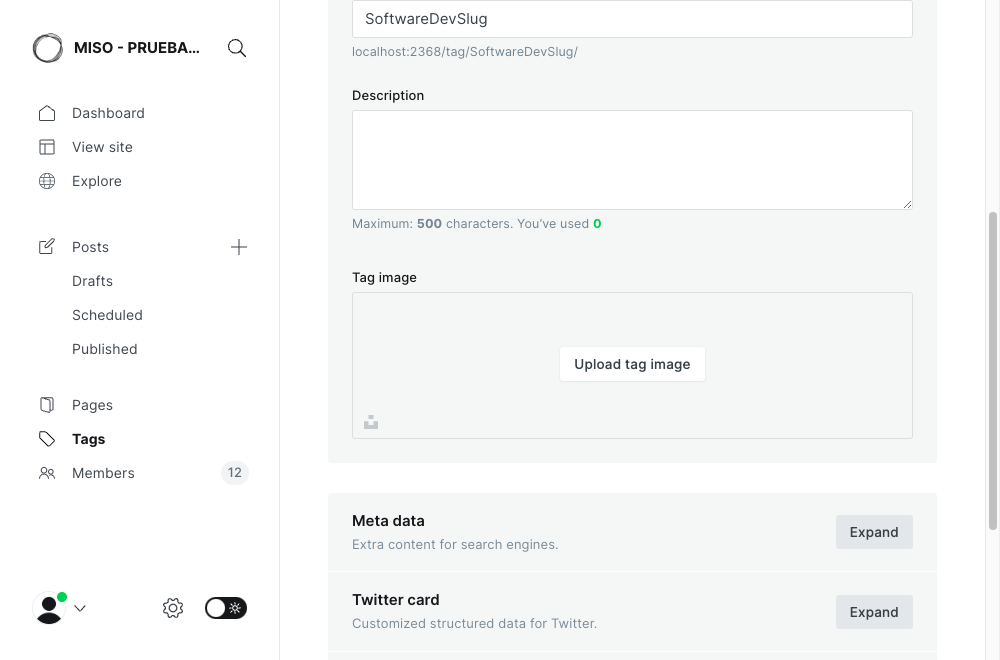 MISO - PRUEBA...
Dashboard
View site
Explore
Posts
Drafts
Scheduled
Published
Pages
Tags
Members 12
SoftwareDevSlug
localhost:2368/tag/SoftwareDevSlug/
Description
Maximum: 500 characters. You've used 0
Tag image
Upload tag image
Meta data
Extra content for search engines.
Expand
Twitter card
Customized structured data for Twitter.
Expand